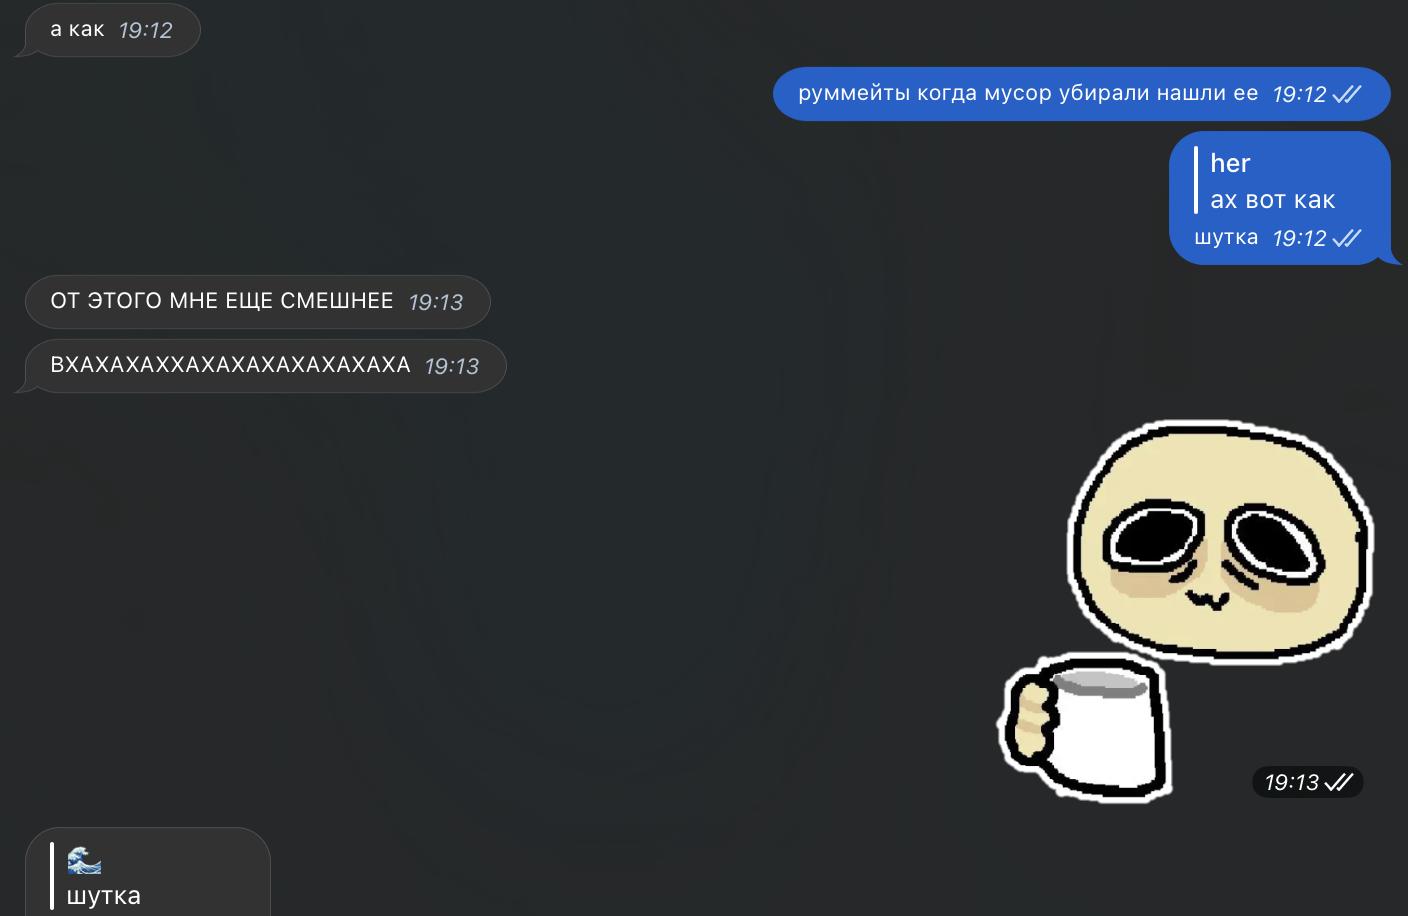 а как 19:12
руммейты когда мусор убирали нашли ее 19:12
her
ах вот как
шутка 19:12
ОТ ЭТОГО МНЕ ЕЩЕ СМЕШНЕЕ 19:13
ВХАХАХАХХАХАХАХАХАХАХАХА 19:13
19:13
🌊
шутка